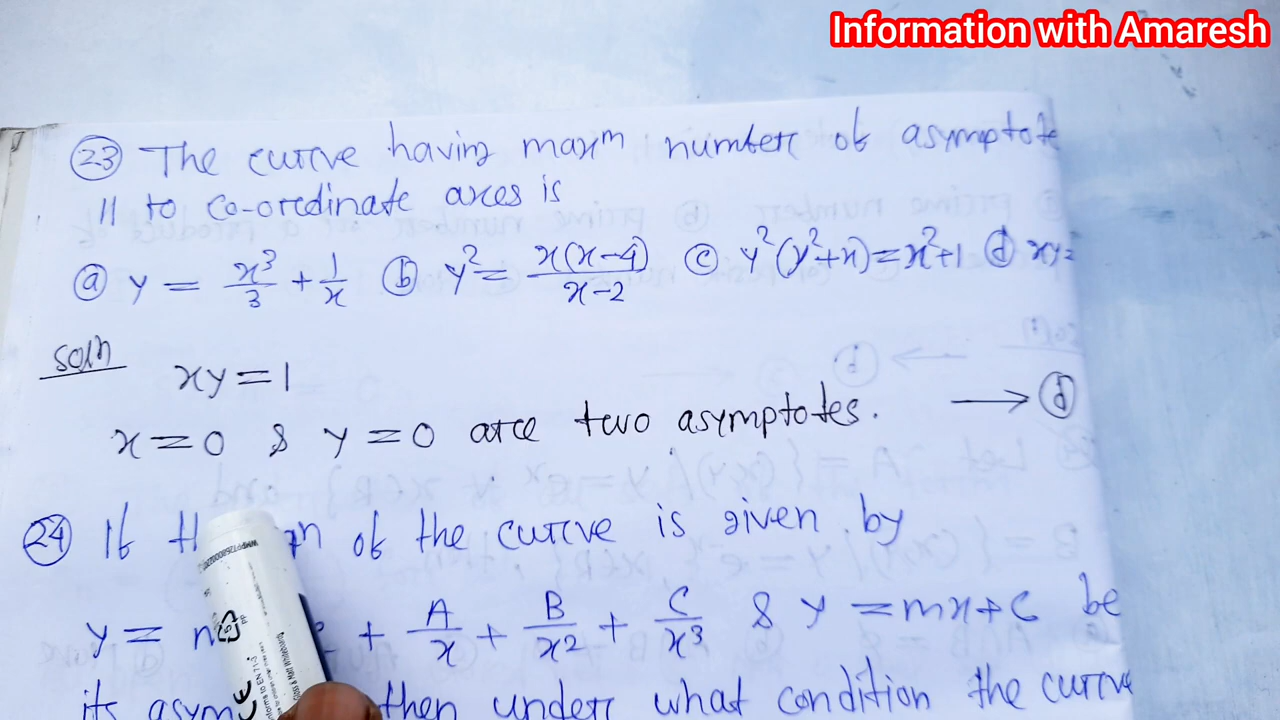 Information with Amaresh
(23) The curve having max^m number of asymptote
|| to co-ordinate axes is
(a) y = x³/3 + 1/x (b) y² = x(x-4)/x-2 (c) y²(y²+x)=x²+1 (d) xy=
Soln
xy=1
x=0 & y=0 are two asymptotes. → (d)
(24) If of the curve is given by
y = + A/x + B/x² + C/x³ & y = mx+c be
its then under what condition the curve